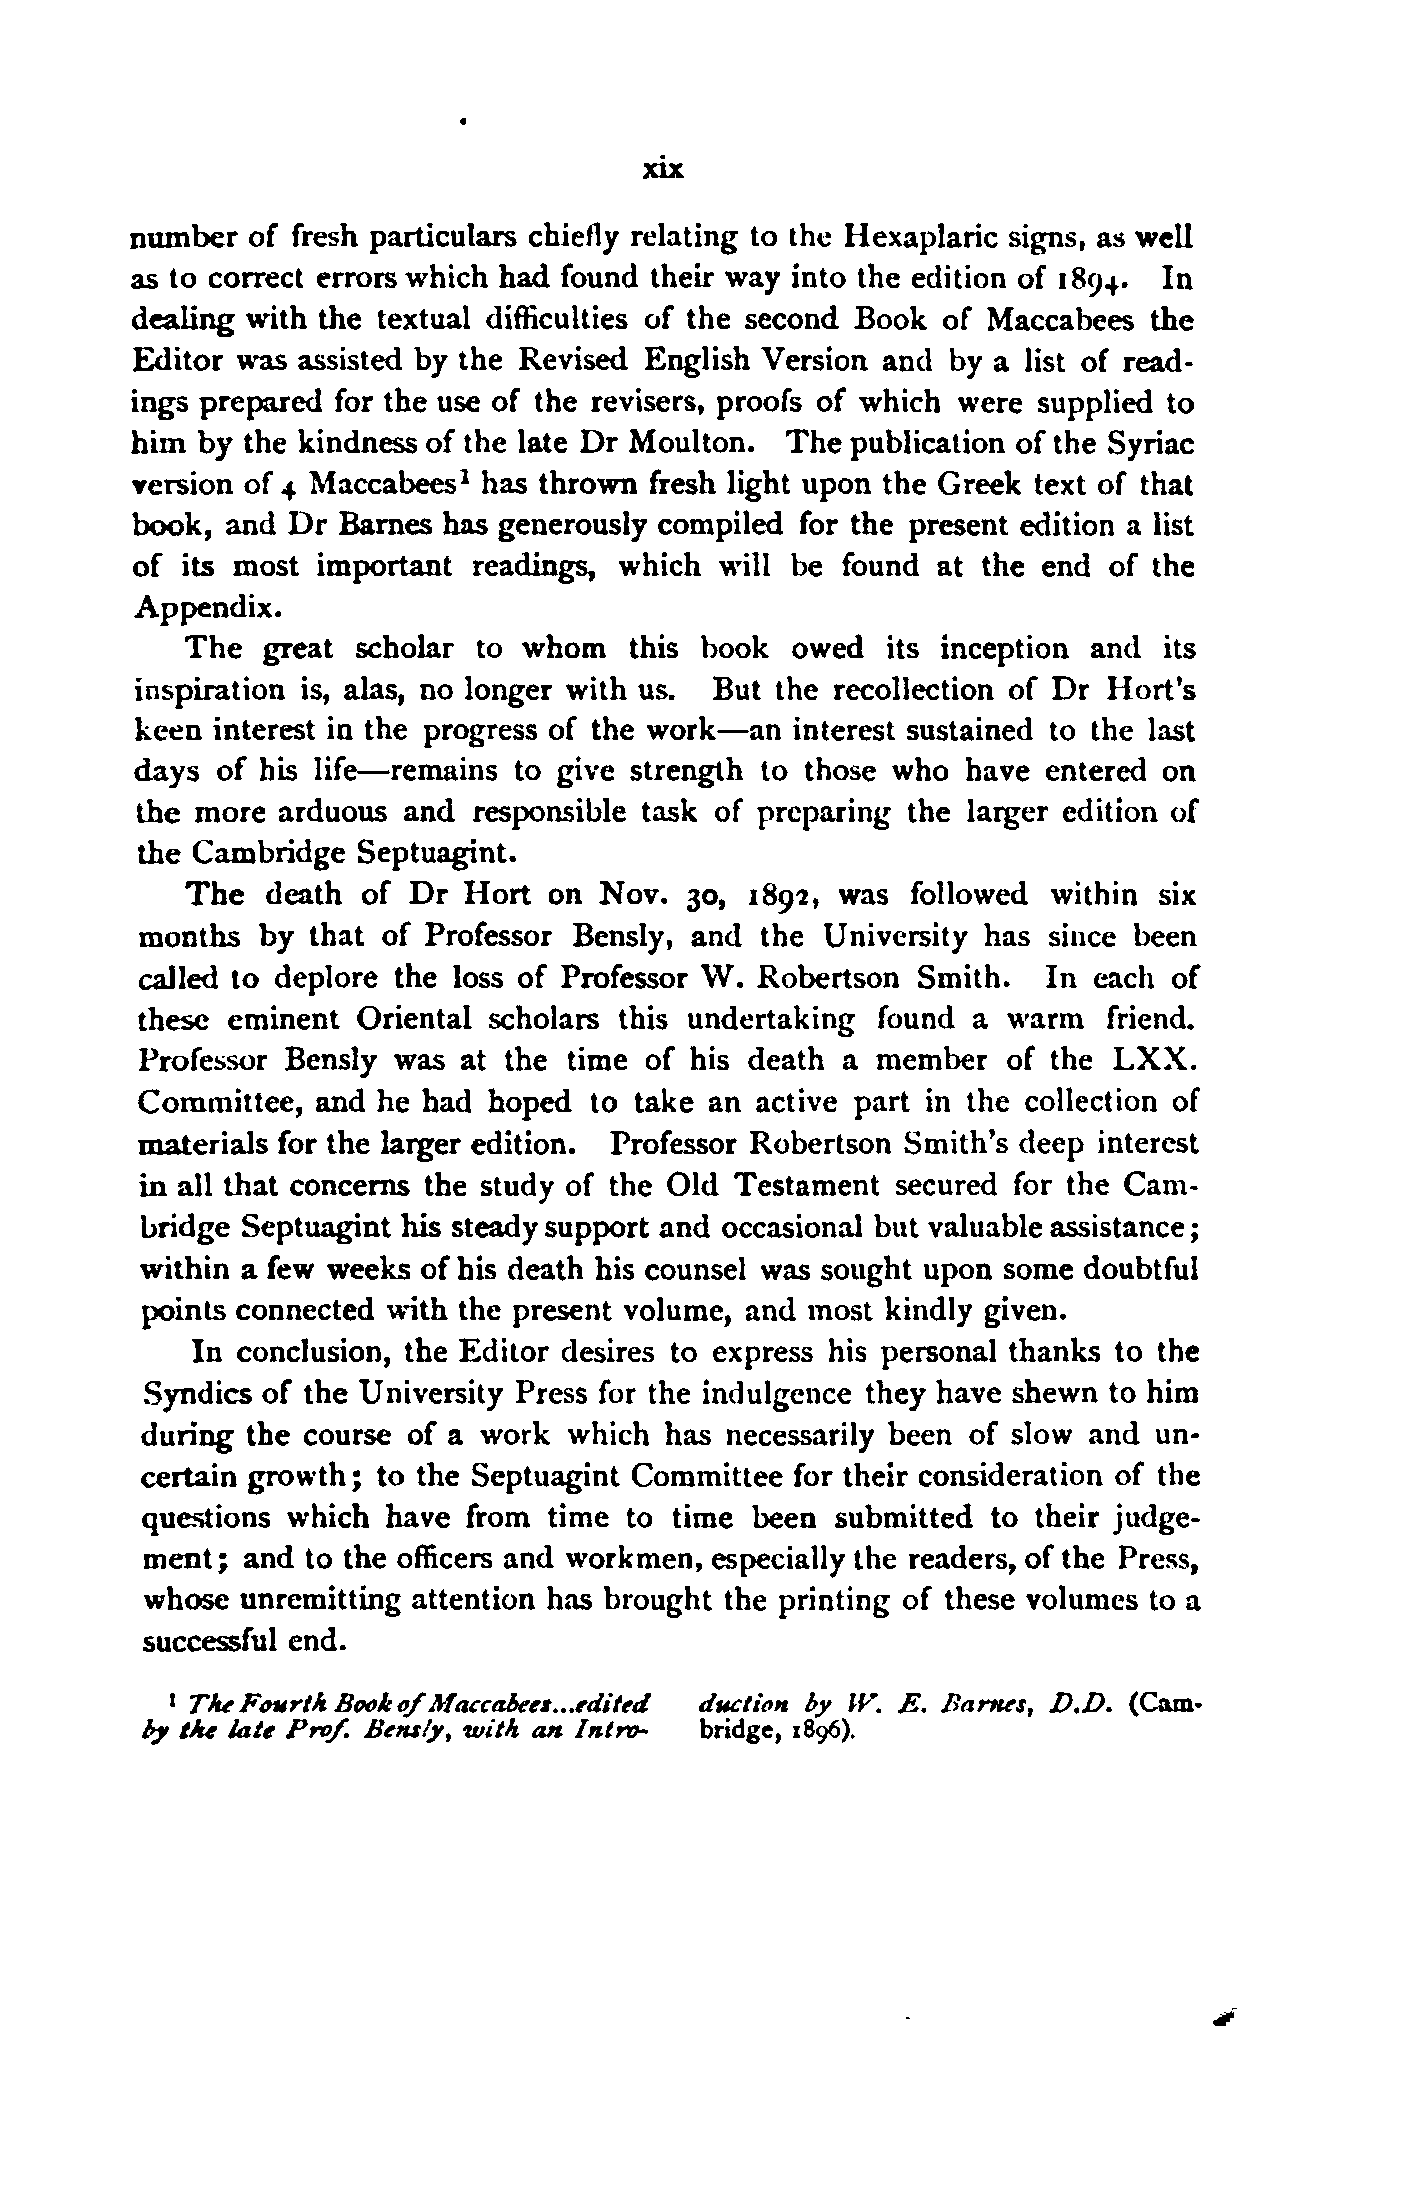 xix
number of fresh particulars chiefly relating to the Hexaplaric signs, as well
as to correct errors which had found their way into the edition of 1894. In
dealing with the textual difficulties of the second Book of Maccabees the
Editor was assisted by the Revised English Version and by a list of read-
ings prepared for the use of the revisers, proofs of which were supplied to
him by the kindness of the late Dr Moulton. The publication of the Syriac
version of 4 Maccabees¹ has thrown fresh light upon the Greek text of that
book, and Dr Barnes has generously compiled for the present edition a list
of its most important readings, which will be found at the end of the
Appendix.
The great scholar to whom this book owed its inception and its
inspiration is, alas, no longer with us. But the recollection of Dr Hort's
keen interest in the progress of the work—an interest sustained to the last
days of his life—remains to give strength to those who have entered on
the more arduous and responsible task of preparing the larger edition of
the Cambridge Septuagint.
The death of Dr Hort on Nov. 30, 1892, was followed within six
months by that of Professor Bensly, and the University has since been
called to deplore the loss of Professor W. Robertson Smith. In each of
these eminent Oriental scholars this undertaking found a warm friend.
Professor Bensly was at the time of his death a member of the LXX.
Committee, and he had hoped to take an active part in the collection of
materials for the larger edition. Professor Robertson Smith's deep interest
in all that concerns the study of the Old Testament secured for the Cam-
bridge Septuagint his steady support and occasional but valuable assistance;
within a few weeks of his death his counsel was sought upon some doubtful
points connected with the present volume, and most kindly given.
In conclusion, the Editor desires to express his personal thanks to the
Syndics of the University Press for the indulgence they have shewn to him
during the course of a work which has necessarily been of slow and un-
certain growth; to the Septuagint Committee for their consideration of the
questions which have from time to time been submitted to their judge-
ment; and to the officers and workmen, especially the readers, of the Press,
whose unremitting attention has brought the printing of these volumes to a
successful end.
¹ The Fourth Book of Maccabees...edited
by the late Prof. Bensly, with an Intro-
duction by W. E. Barnes, D.D. (Cam-
bridge, 1896).